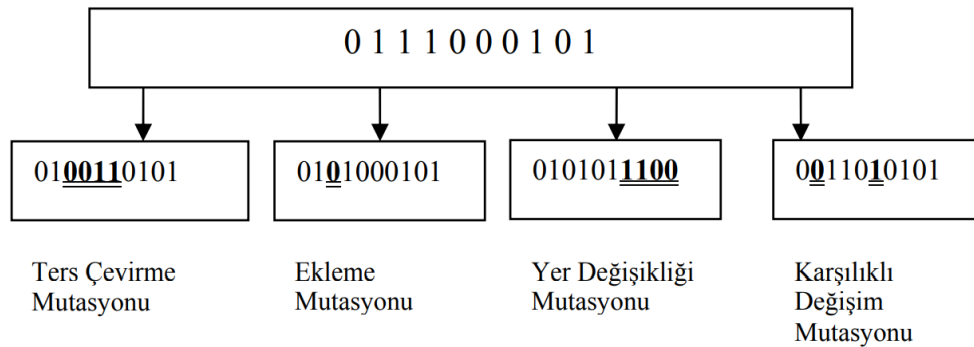 0 1 1 1 0 0 0 1 0 1
0100110101
0101000101
0101011100
0011010101
Ters Çevirme
Mutasyonu
Ekleme
Mutasyonu
Yer Değişikliği
Mutasyonu
Karşılıklı
Değişim
Mutasyonu